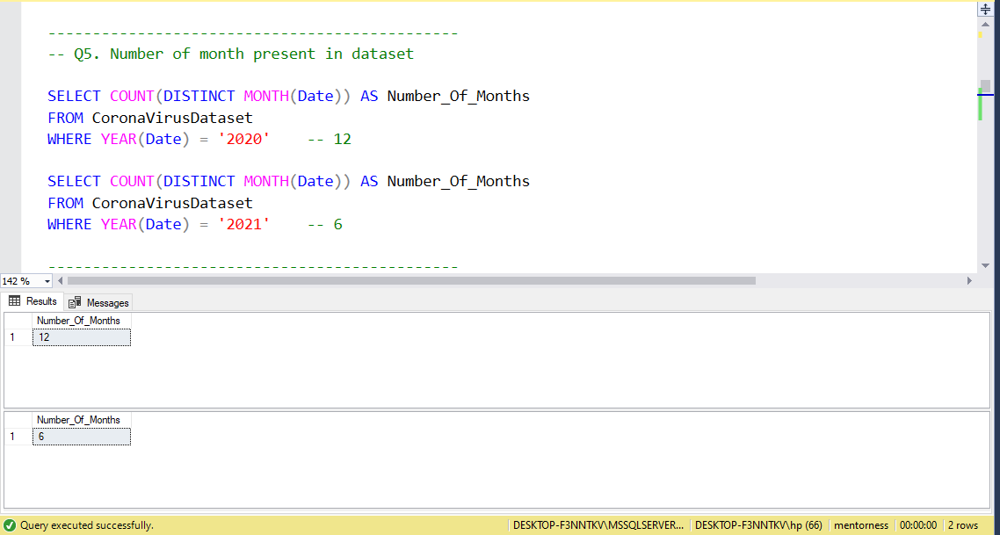 ----------------------------------------------
-- Q5. Number of month present in dataset
SELECT COUNT(DISTINCT MONTH(Date)) AS Number_Of_Months
FROM CoronaVirusDataset
WHERE YEAR(Date) = '2020'    -- 12
SELECT COUNT(DISTINCT MONTH(Date)) AS Number_Of_Months
FROM CoronaVirusDataset
WHERE YEAR(Date) = '2021'    -- 6
----------------------------------------------
142 %
Results Messages
Number_Of_Months
1 12
Number_Of_Months
1 6
Query executed successfully. DESKTOP-F3NNTKV\MSSQLSERVER... DESKTOP-F3NNTKV\hp (66) mentorness 00:00:00 2 rows